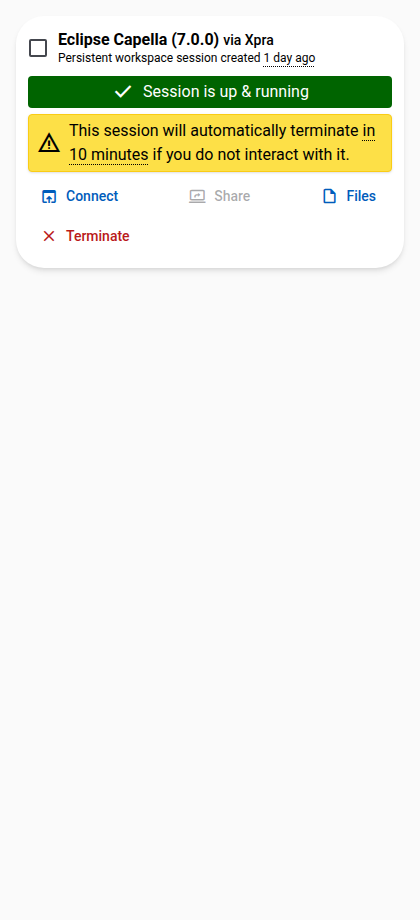 Eclipse Capella (7.0.0) via Xpra
Persistent workspace session created 1 day ago
Session is up & running
This session will automatically terminate in
10 minutes if you do not interact with it.
Connect Share Files
Terminate